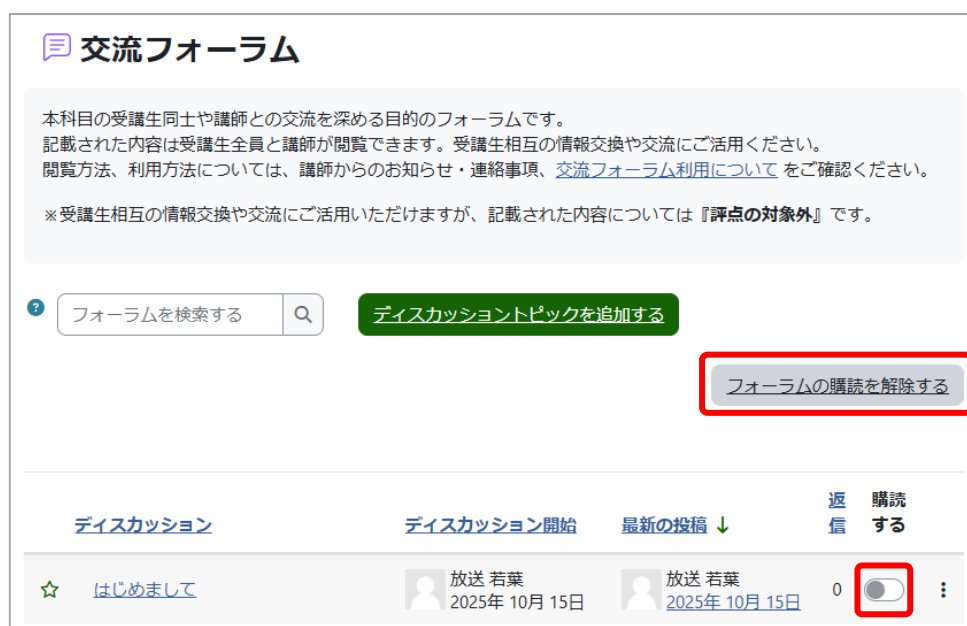 交流フォーラム
本科目の受講生同士や講師との交流を深める目的のフォーラムです。
記載された内容は受講生全員と講師が閲覧できます。受講生相互の情報交換や交流にご活用ください。
閲覧方法、利用方法については、講師からのお知らせ・連絡事項、交流フォーラム利用について をご確認ください。
※受講生相互の情報交換や交流にご活用いただけますが、記載された内容については『評点の対象外』です。
? フォーラムを検索する ディスカッショントピックを追加する
フォーラムの購読を解除する
ディスカッション ディスカッション開始 最新の投稿 ↓ 返信 購読する
はじめまして 放送 若葉 放送 若葉 0
2025年 10月 15日 2025年 10月 15日